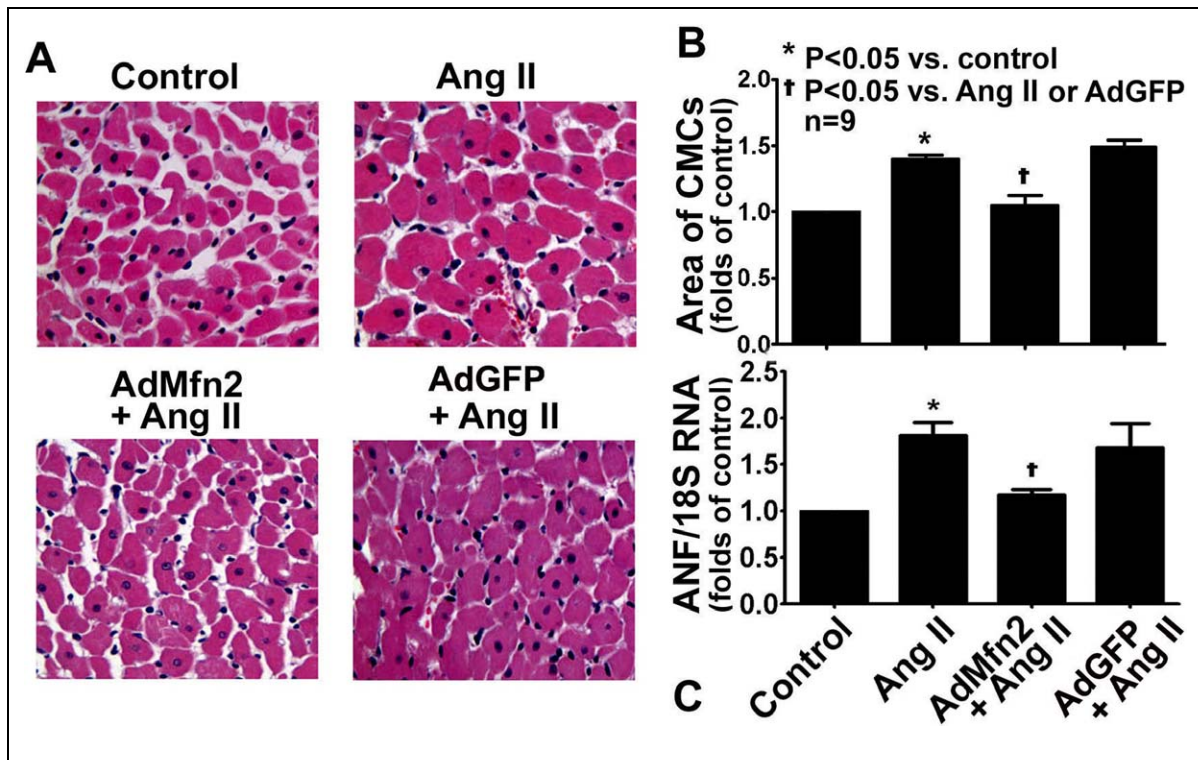 A
Control
Ang II
AdMfn2
+ Ang II
AdGFP
+ Ang II
B
* P<0.05 vs. control
† P<0.05 vs. Ang II or AdGFP
n=9
Area of CMCs
(folds of control)
2.0
1.5
1.0
0.5
0.0
*
†
ANF/18S RNA
(folds of control)
2.5
2.0
1.5
1.0
0.5
0.0
*
†
Control
Ang II
AdMfn2
+ Ang II
AdGFP
+ Ang II
C